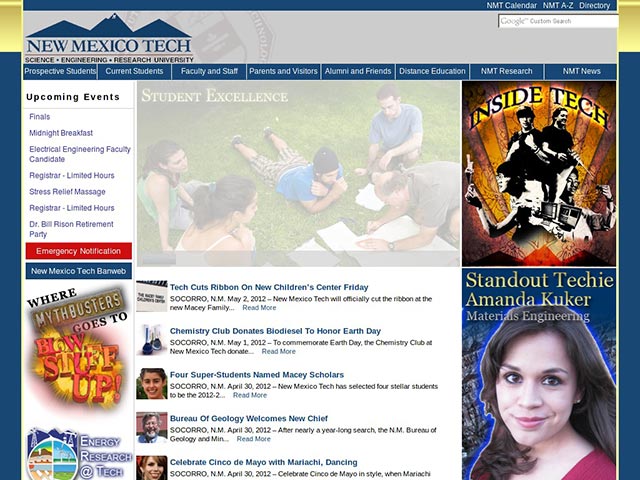 NMT Calendar NMT A-Z Directory
Google™ Custom Search
NEW MEXICO TECH
SCIENCE • ENGINEERING • RESEARCH UNIVERSITY
Prospective Students Current Students Faculty and Staff Parents and Visitors Alumni and Friends Distance Education NMT Research NMT News
Upcoming Events
Finals
Midnight Breakfast
Electrical Engineering Faculty
Candidate
Registrar - Limited Hours
Stress Relief Massage
Registrar - Limited Hours
Dr. Bill Rison Retirement
Party
Emergency Notification
New Mexico Tech Banweb
WHERE
MYTHBUSTERS
GOES TO
BLOW
STUFF
UP!
ENERGY
RESEARCH
@ TECH
STUDENT EXCELLENCE
Tech Cuts Ribbon On New Children's Center Friday
SOCORRO, N.M. May 2, 2012 – New Mexico Tech will officially cut the ribbon at the
new Macey Family... Read More
Chemistry Club Donates Biodiesel To Honor Earth Day
SOCORRO, N.M. May 1, 2012 – To commemorate Earth Day, the Chemistry Club at
New Mexico Tech donate... Read More
Four Super-Students Named Macey Scholars
SOCORRO, N.M. April 30, 2012 – New Mexico Tech has selected four stellar students
to be the 2012-2... Read More
Bureau Of Geology Welcomes New Chief
SOCORRO, N.M. April 30, 2012 – After nearly a year-long search, the N.M. Bureau of
Geology and Min... Read More
Celebrate Cinco de Mayo with Mariachi, Dancing
SOCORRO, N.M. April 30, 2012 – Celebrate Cinco de Mayo in style, when Mariachi
INSIDE TECH
Standout Techie
Amanda Kuker
Materials Engineering